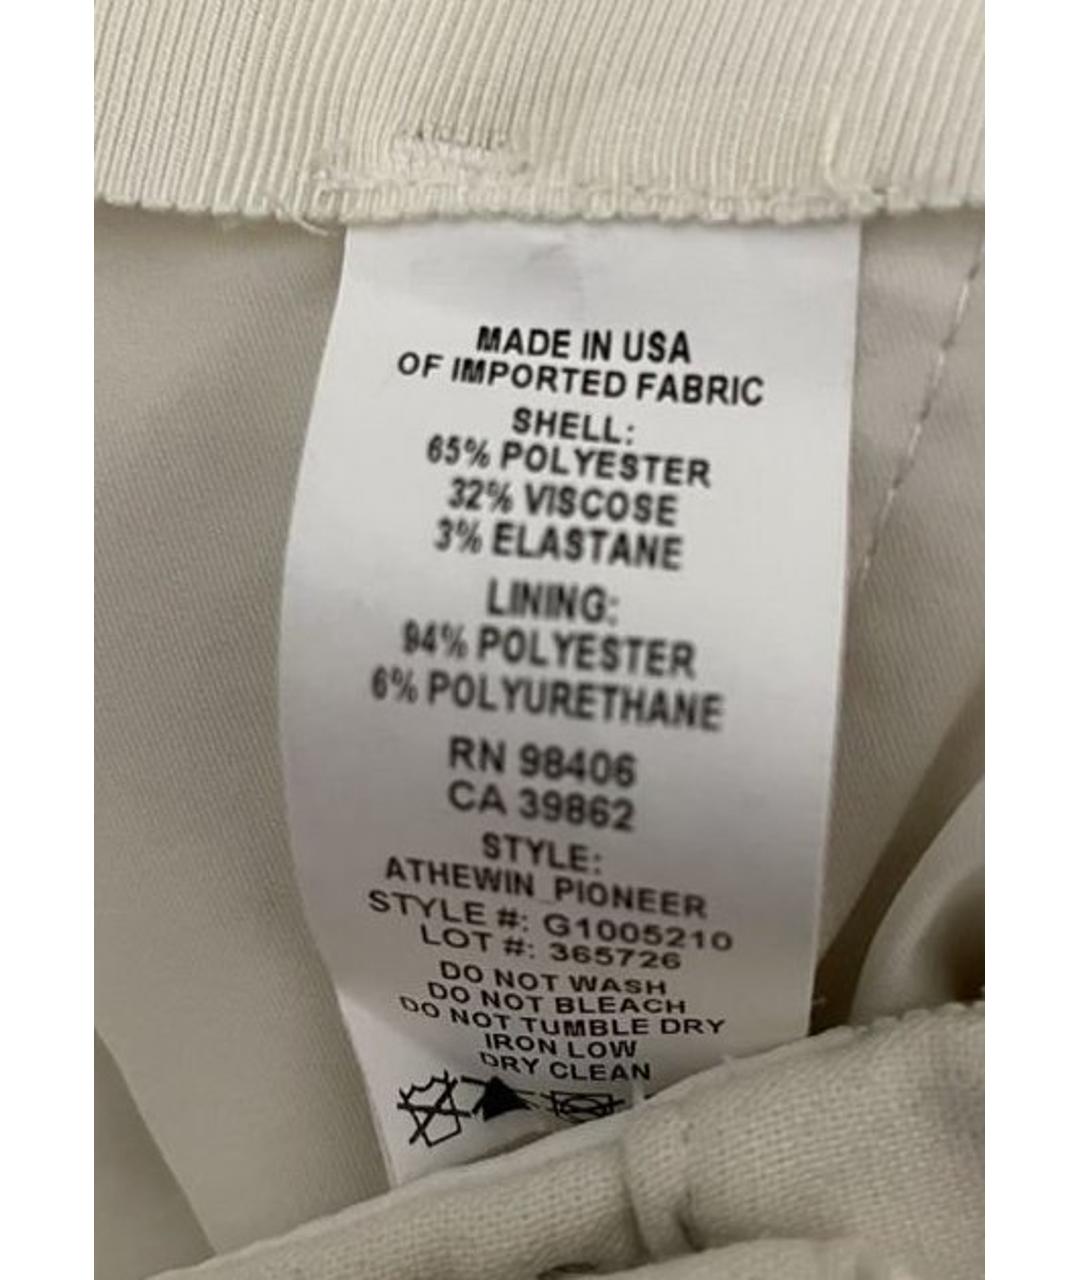 MADE IN USA
OF IMPORTED FABRIC
SHELL:
65% POLYESTER
32% VISCOSE
3% ELASTANE
LINING:
94% POLYESTER
6% POLYURETHANE
RN 98406
CA 39862
STYLE:
ATHEWIN_PIONEER
STYLE #: G1005210
LOT #: 365726
DO NOT WASH
DO NOT BLEACH
DO NOT TUMBLE DRY
IRON LOW
DRY CLEAN